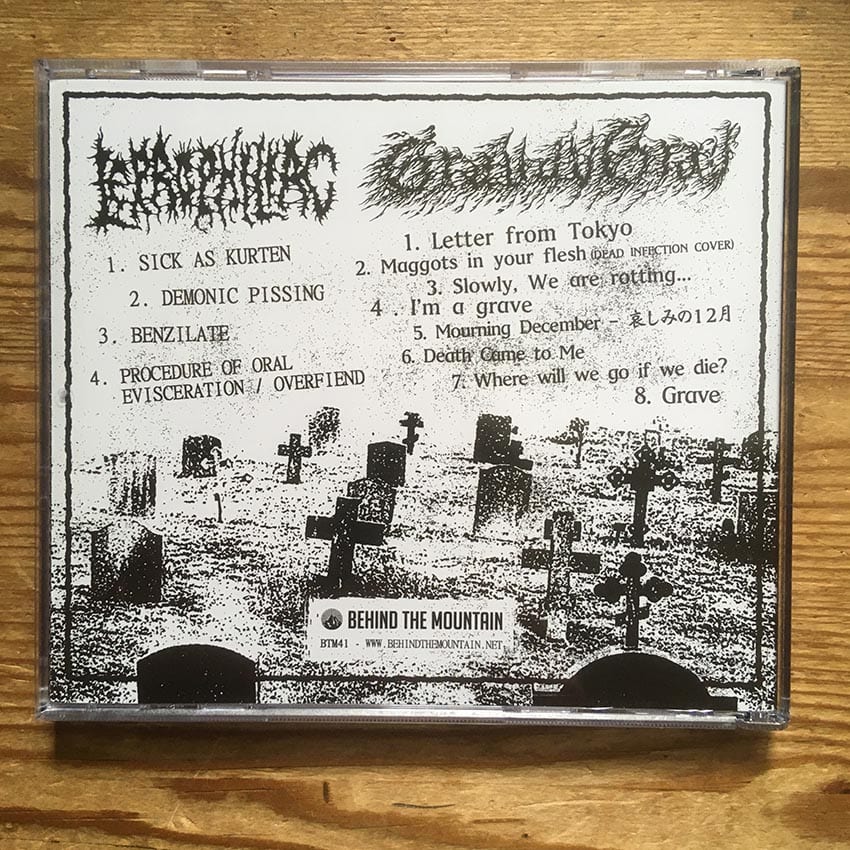 LEPROPHILIAC
1. SICK AS KURTEN
2. DEMONIC PISSING
3. BENZILATE
4. PROCEDURE OF ORAL
EVISCERATION / OVERFIEND
1. Letter from Tokyo
2. Maggots in your flesh (DEAD INFECTION COVER)
3. Slowly, We are rotting...
4 . I'm a grave
5. Mourning December - 哀しみの12月
6. Death Came to Me
7. Where will we go if we die?
8. Grave
BEHIND THE MOUNTAIN
BTM41 WWW.BEHINDTHEMOUNTAIN.NET